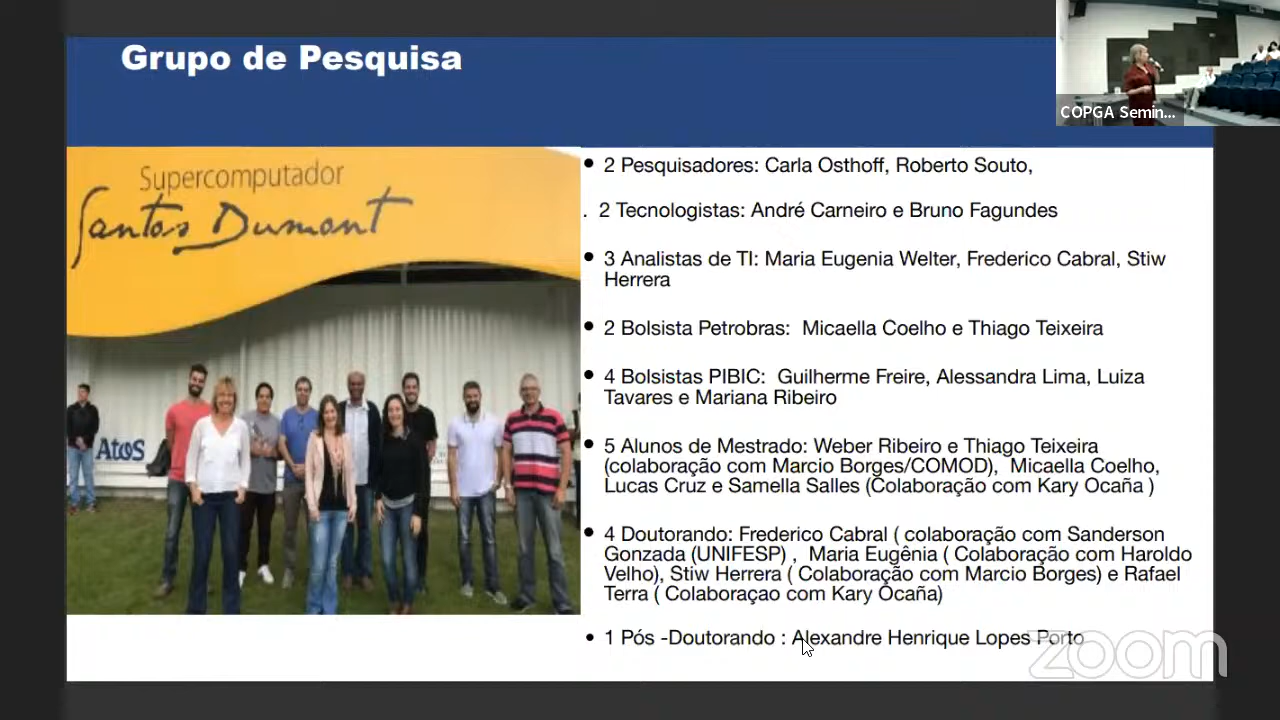 Grupo de Pesquisa
COPGA Semin...
Supercomputador
Santos Dumont
Atos
• 2 Pesquisadores: Carla Osthoff, Roberto Souto,
. 2 Tecnologistas: André Carneiro e Bruno Fagundes
• 3 Analistas de TI: Maria Eugenia Welter, Frederico Cabral, Stiw
Herrera
• 2 Bolsista Petrobras: Micaella Coelho e Thiago Teixeira
• 4 Bolsistas PIBIC: Guilherme Freire, Alessandra Lima, Luiza
Tavares e Mariana Ribeiro
• 5 Alunos de Mestrado: Weber Ribeiro e Thiago Teixeira
(colaboração com Marcio Borges/COMOD), Micaella Coelho,
Lucas Cruz e Samella Salles (Colaboração com Kary Ocaña )
• 4 Doutorando: Frederico Cabral ( colaboração com Sanderson
Gonzada (UNIFESP) , Maria Eugênia ( Colaboração com Haroldo
Velho), Stiw Herrera ( Colaboração com Marcio Borges) e Rafael
Terra ( Colaboraçao com Kary Ocaña)
• 1 Pós -Doutorando : Alexandre Henrique Lopes Porto
zoom